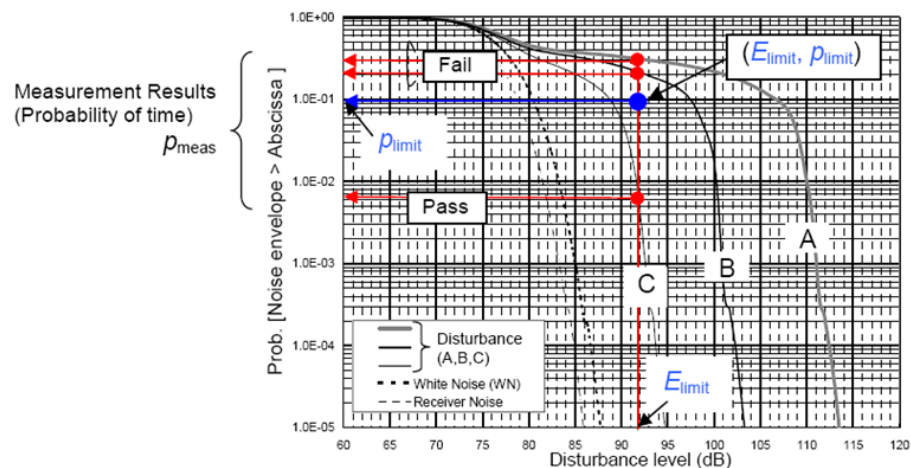 Measurement Results
(Probability of time)
pmeas
Prob. [Noise envelope > Abscissa ]
1.0E+00
1.0E-01
1.0E-02
1.0E-03
1.0E-04
1.0E-05
Fail
(Elimit, plimit)
plimit
Pass
A
B
C
Disturbance
(A,B,C)
White Noise (WN)
Receiver Noise
Elimit
60 65 70 75 80 85 90 95 100 105 110 115 120
Disturbance level (dB)